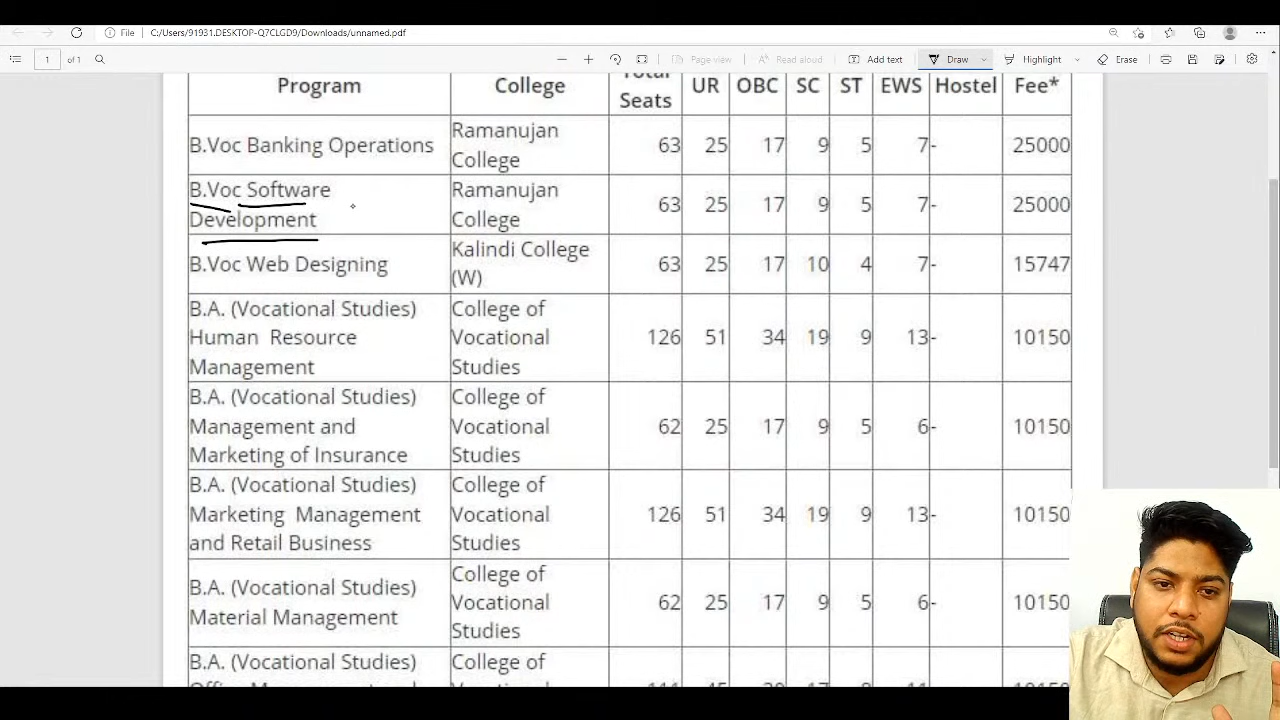 File C:/Users/91931.DESKTOP-Q7CLGD9/Downloads/unnamed.pdf
1 of 1 Page view Read aloud Add text Draw Highlight Erase
Program College Total Seats UR OBC SC ST EWS Hostel Fee*
B.Voc Banking Operations Ramanujan College 63 25 17 9 5 7- 25000
B.Voc Software Development Ramanujan College 63 25 17 9 5 7- 25000
B.Voc Web Designing Kalindi College (W) 63 25 17 10 4 7- 15747
B.A. (Vocational Studies) Human Resource Management College of Vocational Studies 126 51 34 19 9 13- 10150
B.A. (Vocational Studies) Management and Marketing of Insurance College of Vocational Studies 62 25 17 9 5 6- 10150
B.A. (Vocational Studies) Marketing Management and Retail Business College of Vocational Studies 126 51 34 19 9 13- 10150
B.A. (Vocational Studies) Material Management College of Vocational Studies 62 25 17 9 5 6- 10150
B.A. (Vocational Studies) College of